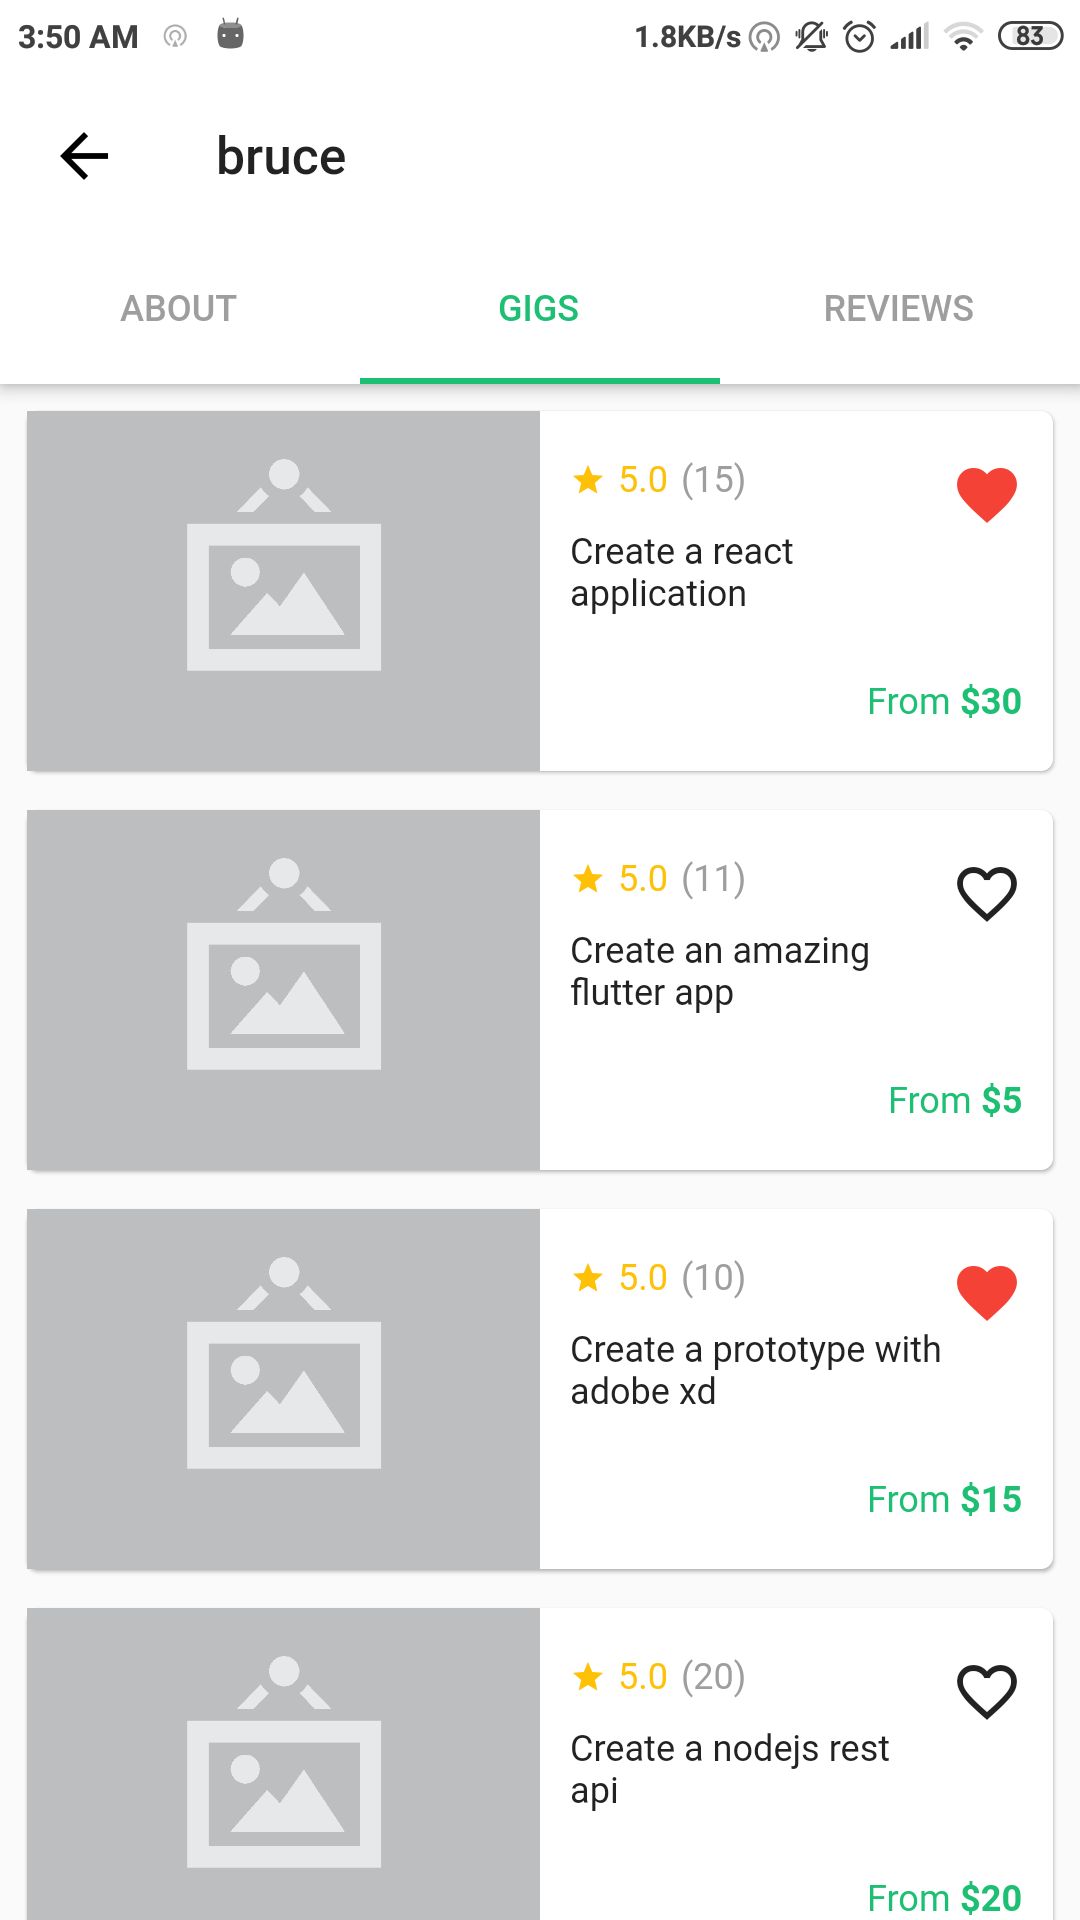 3:50 AM 1.8KB/s 83
bruce
ABOUT GIGS REVIEWS
5.0 (15)
Create a react
application
From $30
5.0 (11)
Create an amazing
flutter app
From $5
5.0 (10)
Create a prototype with
adobe xd
From $15
5.0 (20)
Create a nodejs rest
api
From $20